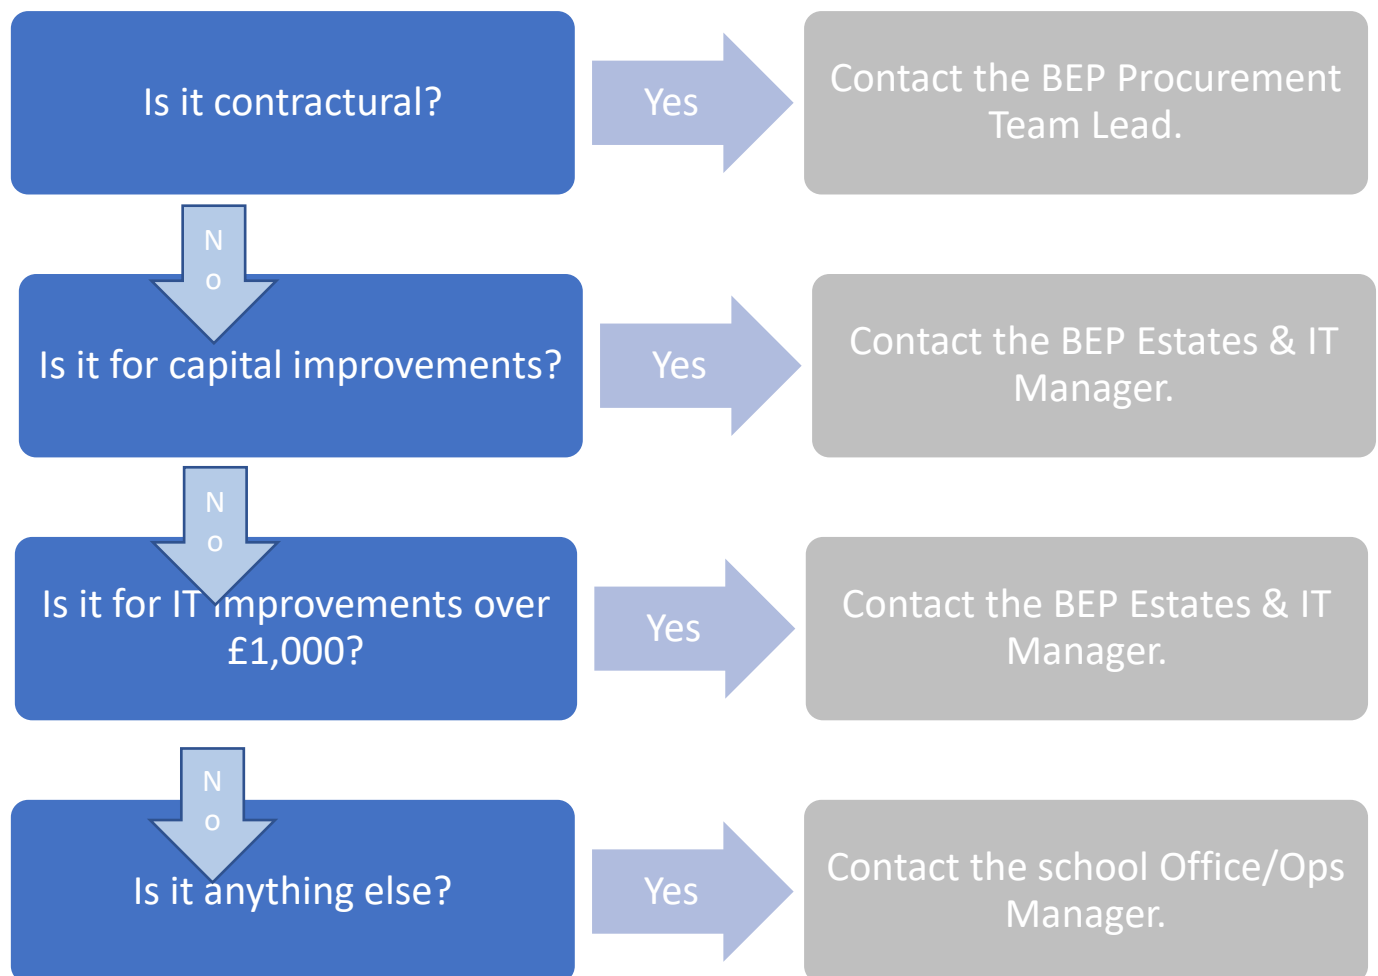 Is it contractural?
Yes
Contact the BEP Procurement
Team Lead.
N
o
Is it for capital improvements?
Yes
Contact the BEP Estates & IT
Manager.
N
o
Is it for IT improvements over
£1,000?
Yes
Contact the BEP Estates & IT
Manager.
N
o
Is it anything else?
Yes
Contact the school Office/Ops
Manager.